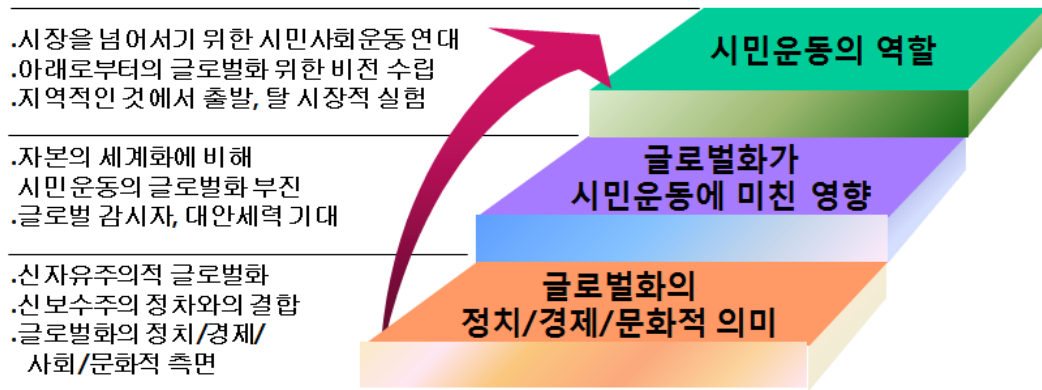 .시장을 넘어서기 위한 시민사회운동 연대
.아래로부터의 글로벌화 위한 비전 수립
.지역적인 것에서 출발, 탈 시장적 실험
시민운동의 역할
.자본의 세계화에 비해
시민운동의 글로벌화 부진
.글로벌 감시자, 대안세력 기대
글로벌화가
시민운동에 미친 영향
.신자유주의적 글로벌화
.신보수주의 정차와의 결합
.글로벌화의 정치/경제/
사회/문화적 측면
글로벌화의
정치/경제/문화적 의미